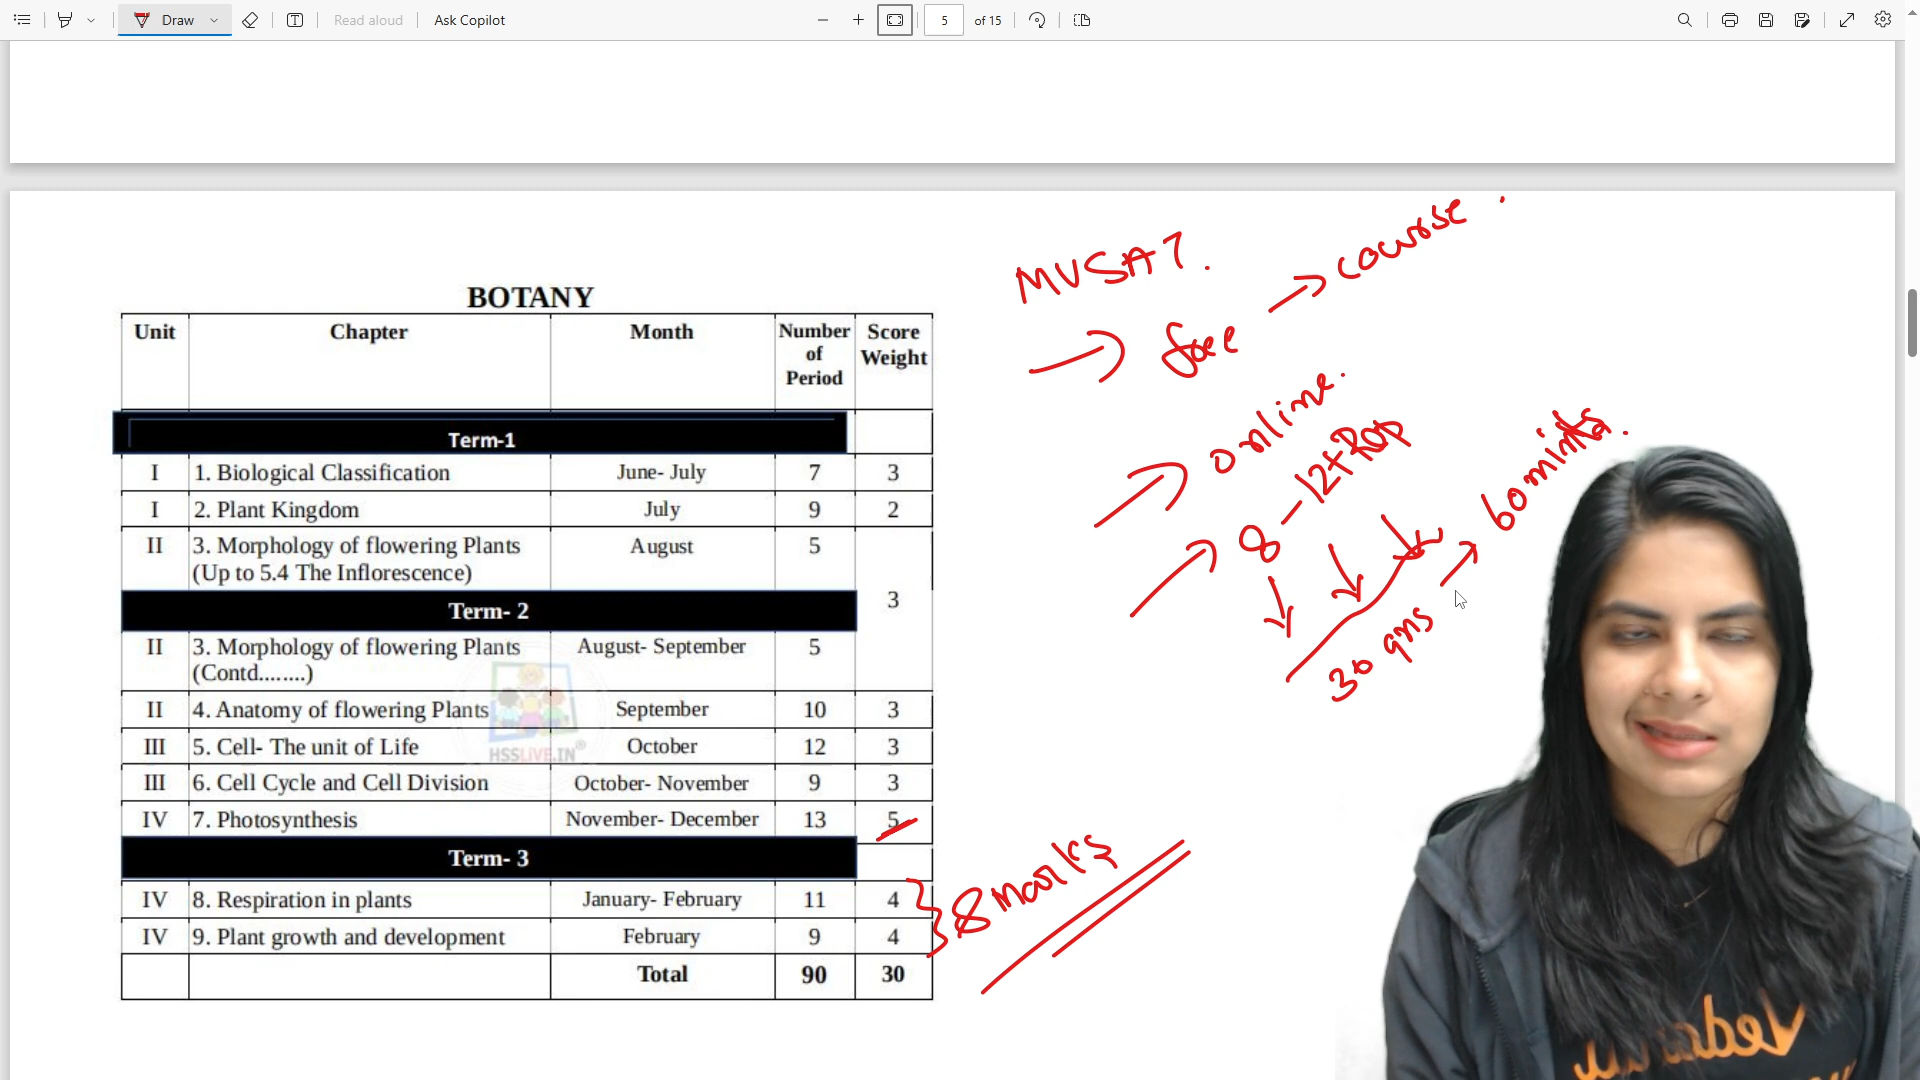 Draw
Read aloud
Ask Copilot
5 of 15
BOTANY
Unit Chapter Month Number of Period Score Weight
Term-1
I 1. Biological Classification June- July 7 3
I 2. Plant Kingdom July 9 2
II 3. Morphology of flowering Plants (Up to 5.4 The Inflorescence) August 5
3
Term- 2
II 3. Morphology of flowering Plants (Contd........) August- September 5
II 4. Anatomy of flowering Plants September 10 3
III 5. Cell- The unit of Life October 12 3
III 6. Cell Cycle and Cell Division October- November 9 3
IV 7. Photosynthesis November- December 13 5
Term- 3
IV 8. Respiration in plants January- February 11 4
IV 9. Plant growth and development February 9 4
Total 90 30
HSSLiVE.IN®
MVSAT.
free → course.
online.
8 – 12 + Rep
30 qns → 60 minits.
8 marks